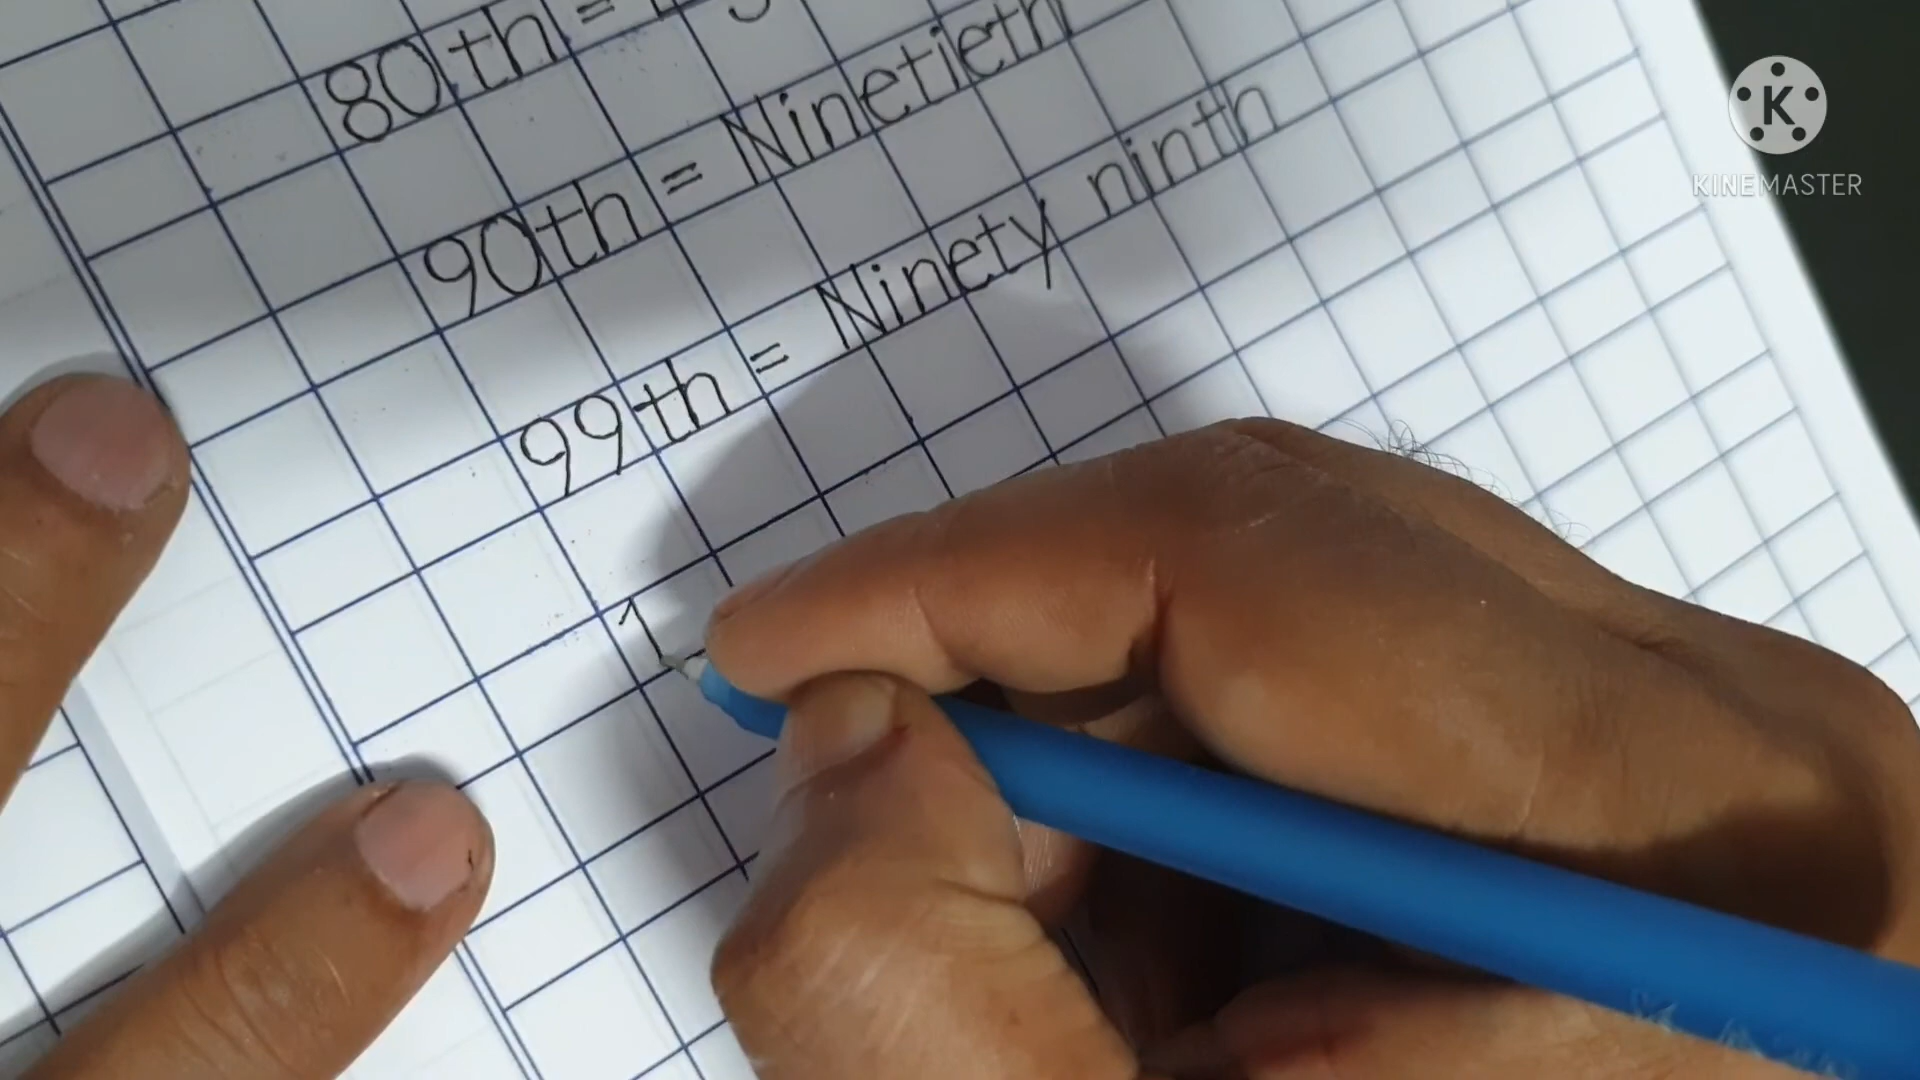 80th =
90th = Ninetieth
99th = Ninety ninth
1
K
KINEMASTER